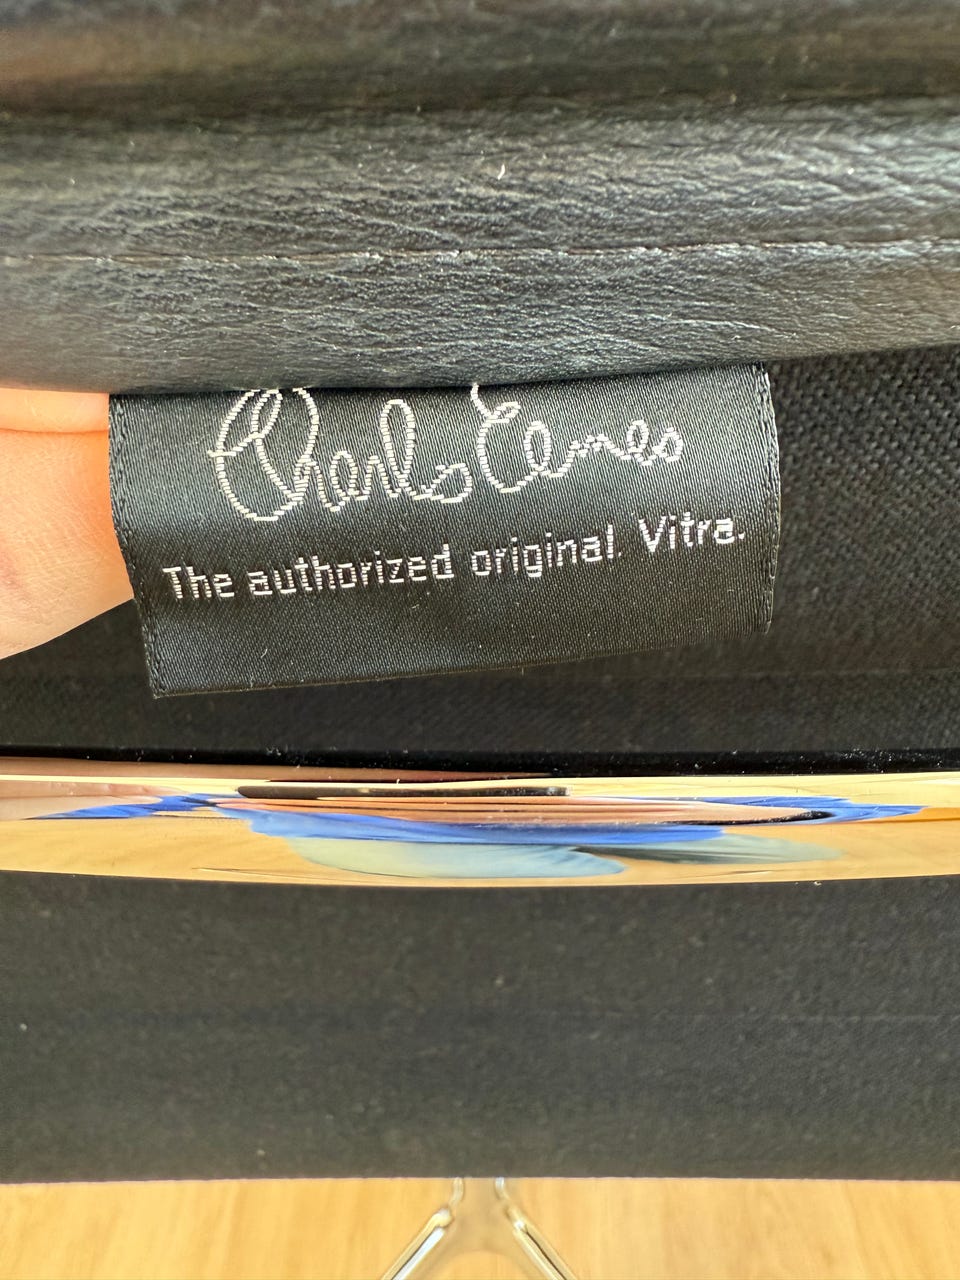 Charles Eames
The authorized original. Vitra.